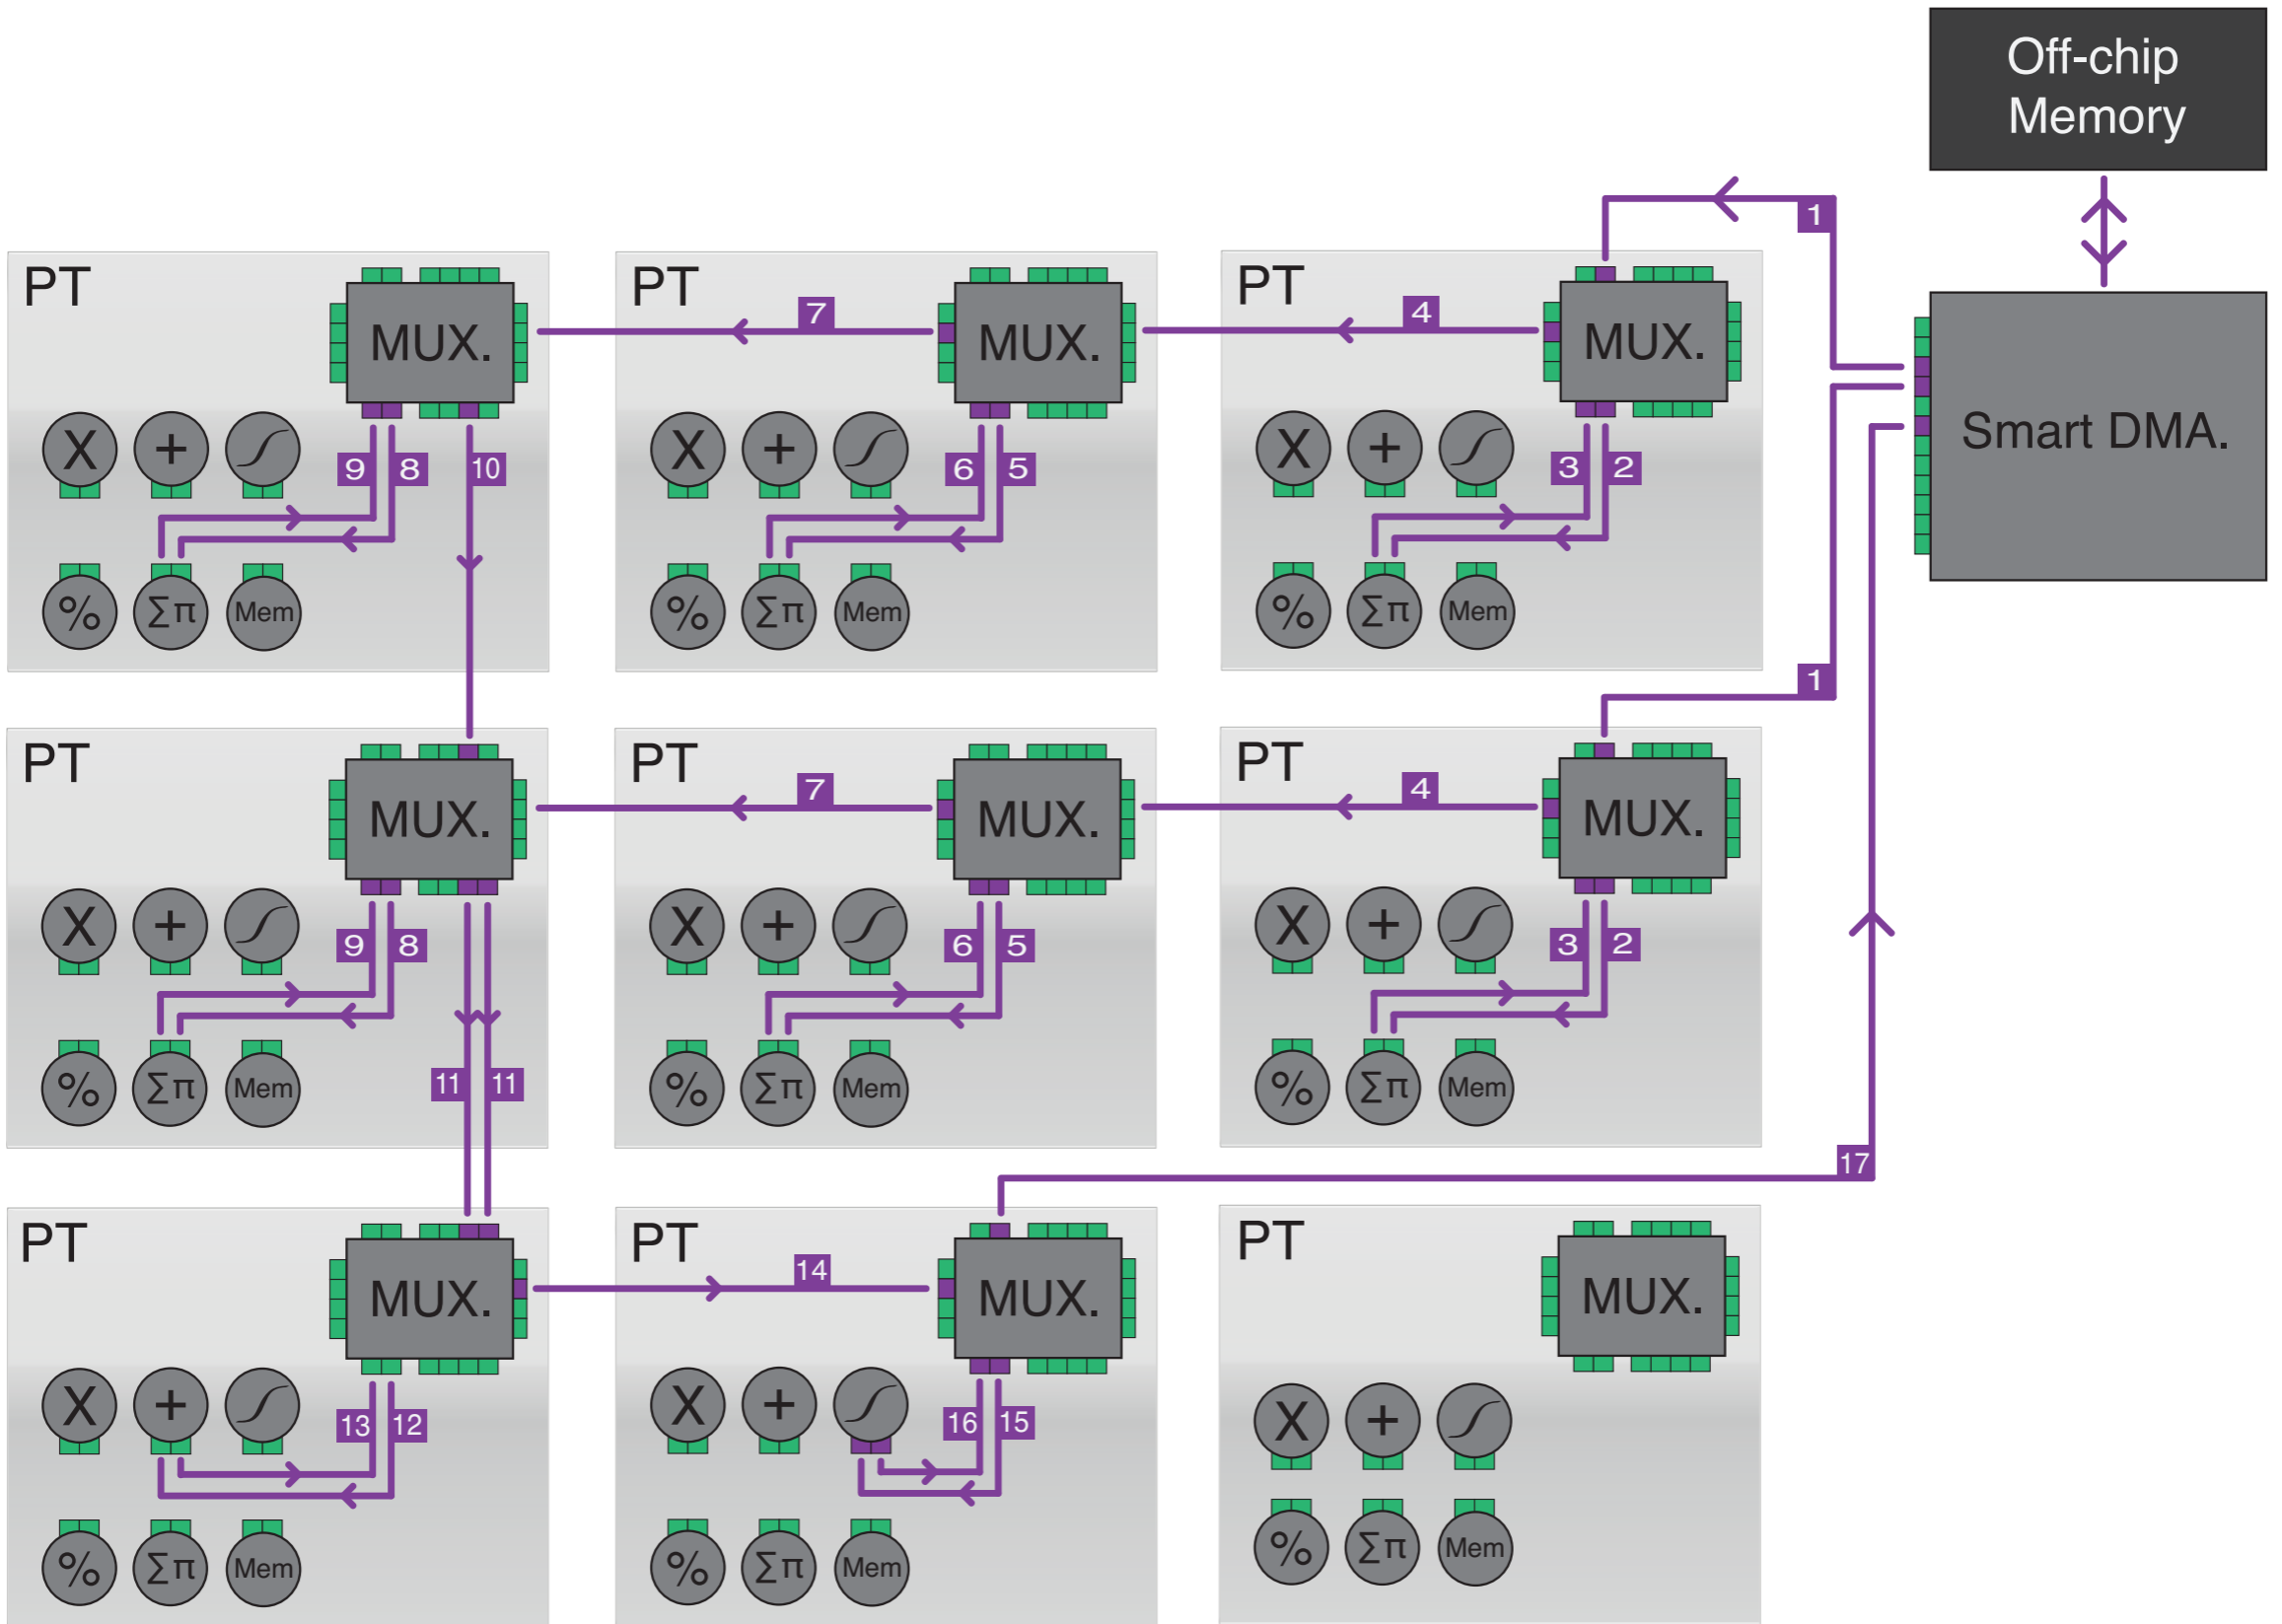 Off-chip
Memory
1
PT
MUX.
7
PT
MUX.
4
PT
MUX.
Smart DMA.
X + 9 8 10
X + 6 5
X + 3 2
% Σπ Mem
% Σπ Mem
% Σπ Mem
1
PT
MUX.
7
PT
MUX.
4
PT
MUX.
X + 9 8
X + 6 5
X + 3 2
% Σπ Mem 11 11
% Σπ Mem
% Σπ Mem
17
PT
MUX.
14
PT
MUX.
PT
MUX.
X + 13 12
X + 16 15
X +
% Σπ Mem
% Σπ Mem
% Σπ Mem